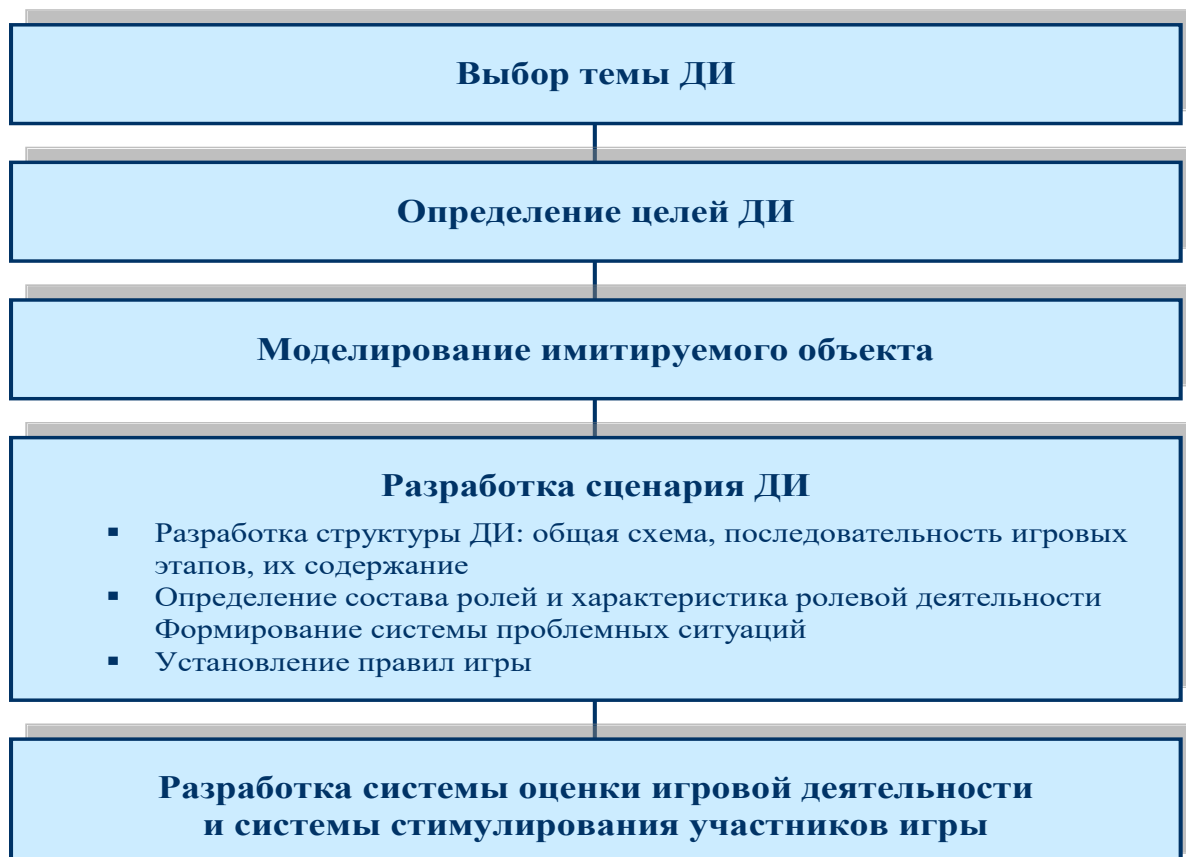 Выбор темы ДИ
Определение целей ДИ
Моделирование имитируемого объекта
Разработка сценария ДИ
▪ Разработка структуры ДИ: общая схема, последовательность игровых
этапов, их содержание
▪ Определение состава ролей и характеристика ролевой деятельности
Формирование системы проблемных ситуаций
▪ Установление правил игры
Разработка системы оценки игровой деятельности
и системы стимулирования участников игры